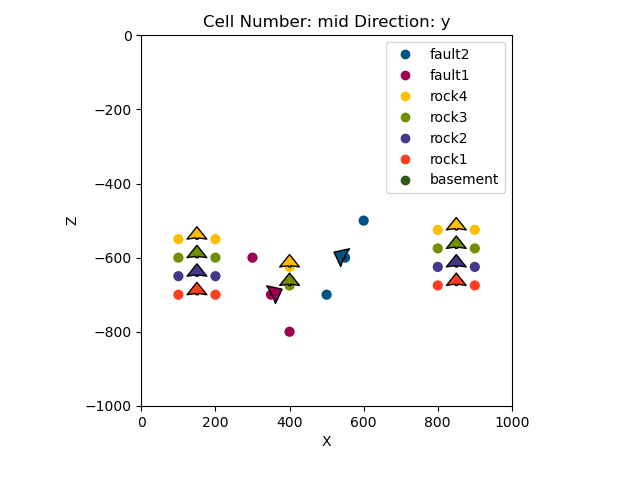 Cell Number: mid Direction: y
0
−200
−400
−600
−800
−1000
Z
fault2
fault1
rock4
rock3
rock2
rock1
basement
0
200
400
600
800
1000
X